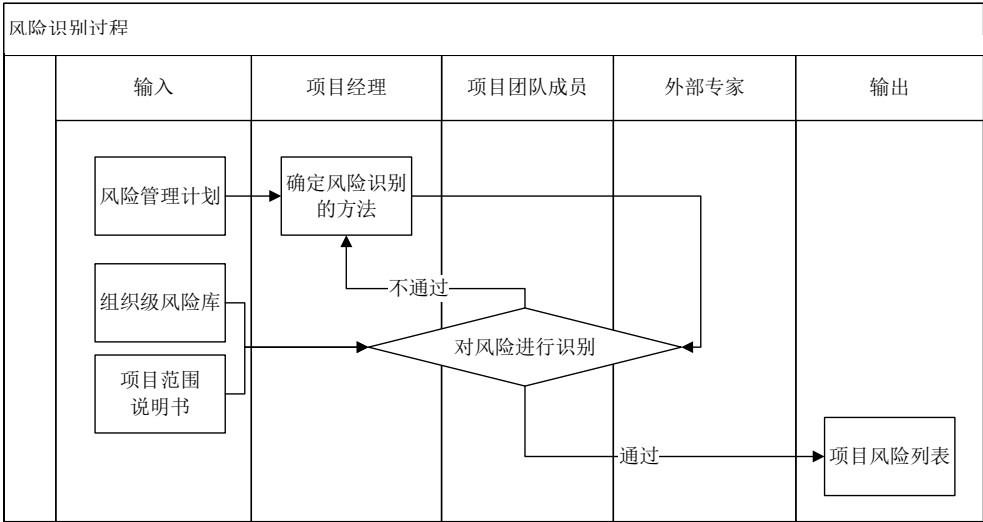 风险识别过程
输入
项目经理
项目团队成员
外部专家
输出
风险管理计划
确定风险识别
的方法
不通过
组织级风险库
对风险进行识别
项目范围
说明书
通过
项目风险列表